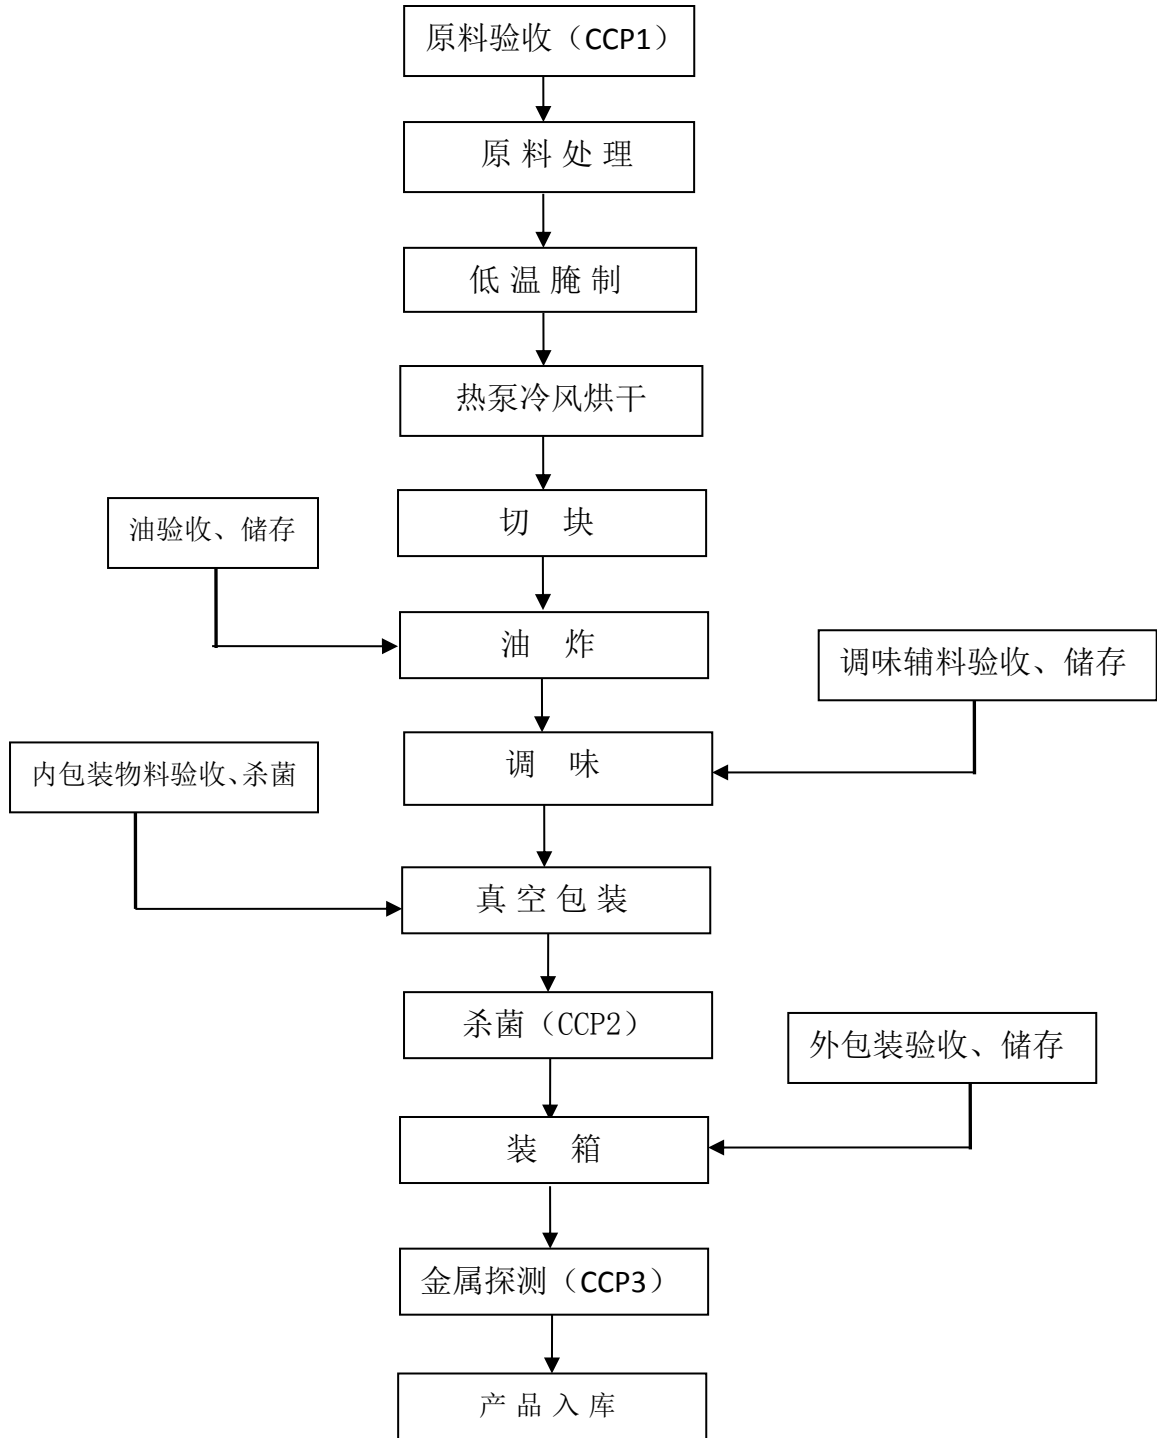 原料验收（CCP1）
原 料 处 理
低 温 腌 制
热泵冷风烘干
切 块
油验收、储存
油 炸
调味辅料验收、储存
调 味
内包装物料验收、杀菌
真 空 包 装
杀菌（CCP2）
外包装验收、储存
装 箱
金属探测（CCP3）
产 品 入 库